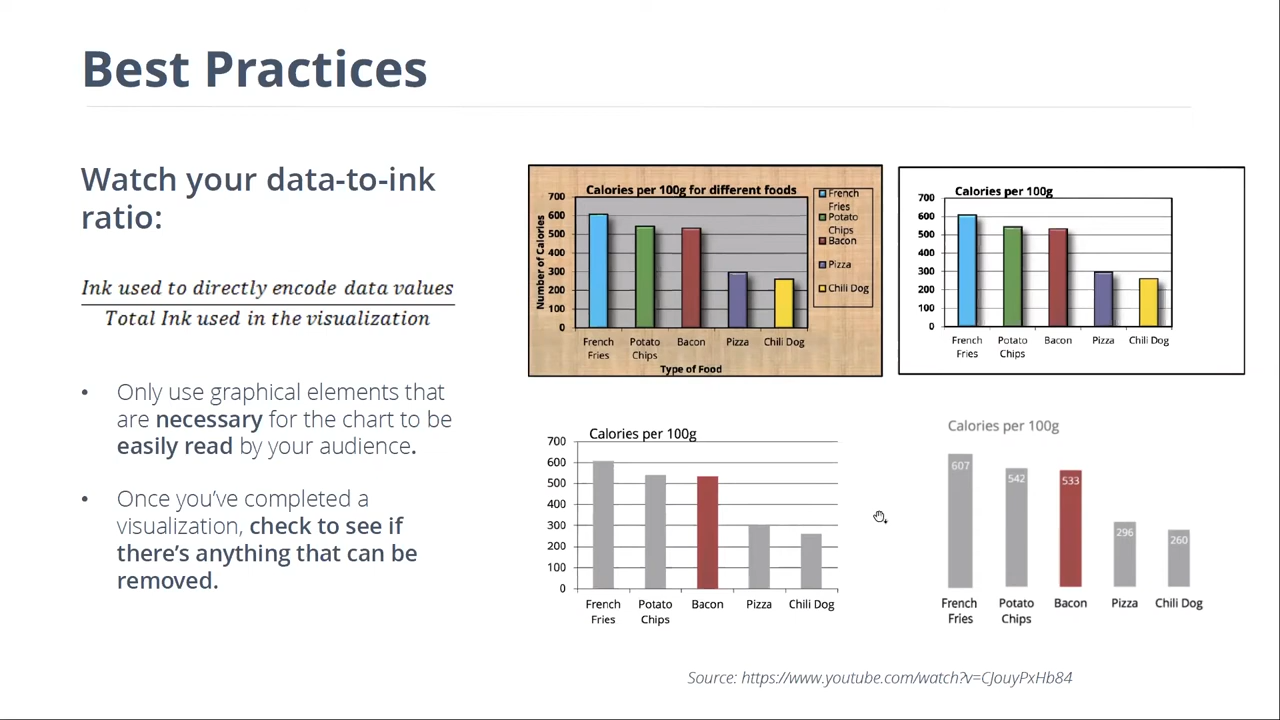 Best Practices
Watch your data-to-ink
ratio:
Ink used to directly encode data values
Total Ink used in the visualization
• Only use graphical elements that
are necessary for the chart to be
easily read by your audience.
• Once you’ve completed a
visualization, check to see if
there’s anything that can be
removed.
Calories per 100g for different foods
Number of Calories
700
600
500
400
300
200
100
0
French Fries
Potato Chips
Bacon
Pizza
Chili Dog
Type of Food
French
Fries
Potato
Chips
Bacon
Pizza
Chili Dog
Calories per 100g
700
600
500
400
300
200
100
0
French Fries
Potato Chips
Bacon
Pizza
Chili Dog
Calories per 100g
700
600
500
400
300
200
100
0
French Fries
Potato Chips
Bacon
Pizza
Chili Dog
Calories per 100g
607 542 533 296 260
French Fries
Potato Chips
Bacon
Pizza
Chili Dog
Source: https://www.youtube.com/watch?v=CJouyPxHb84